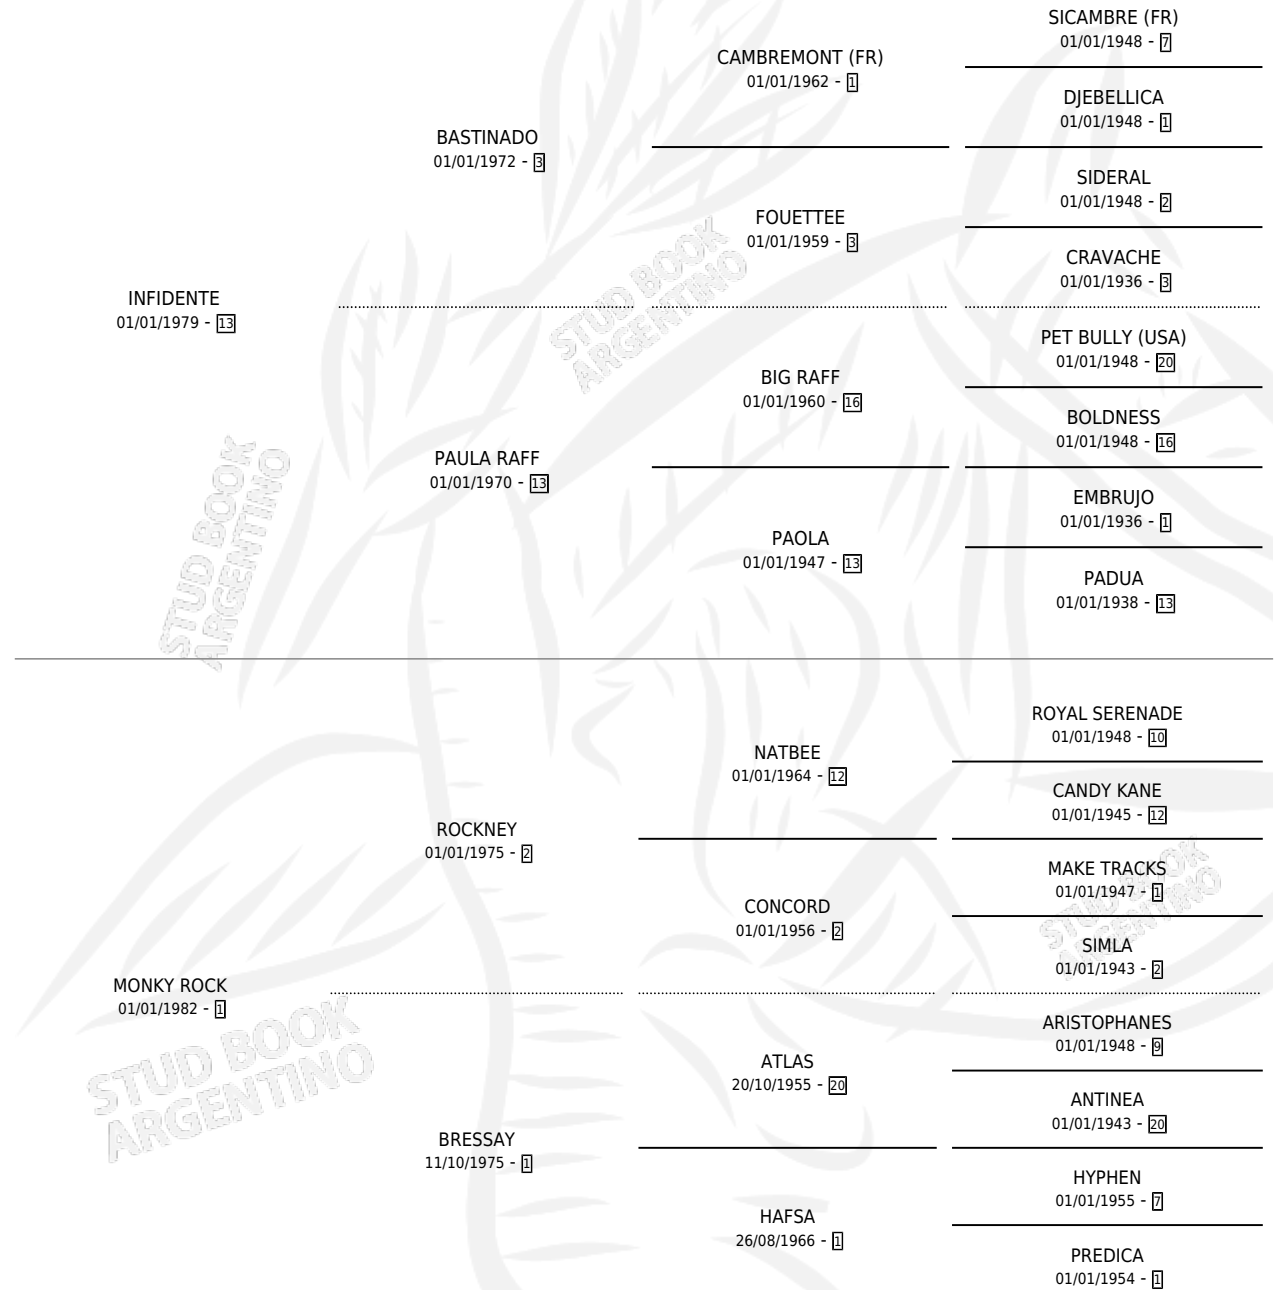 SICAMBRE (FR)
01/01/1948 - 7
CAMBREMONT (FR)
01/01/1962 - 1
DJEBELLICA
01/01/1948 - 1
BASTINADO
01/01/1972 - 3
SIDERAL
01/01/1948 - 2
FOUETTEE
01/01/1959 - 3
CRAVACHE
01/01/1936 - 3
INFIDENTE
01/01/1979 - 13
PET BULLY (USA)
01/01/1948 - 20
BIG RAFF
01/01/1960 - 16
BOLDNESS
01/01/1948 - 16
PAULA RAFF
01/01/1970 - 13
EMBRUJO
01/01/1936 - 1
PAOLA
01/01/1947 - 13
PADUA
01/01/1938 - 13
ROYAL SERENADE
01/01/1948 - 10
NATBEE
01/01/1964 - 12
CANDY KANE
01/01/1945 - 12
ROCKNEY
01/01/1975 - 2
MAKE TRACKS
01/01/1947 - 1
CONCORD
01/01/1956 - 2
SIMLA
01/01/1943 - 2
MONKY ROCK
01/01/1982 - 1
ARISTOPHANES
01/01/1948 - 9
ATLAS
20/10/1955 - 20
ANTINEA
01/01/1943 - 20
BRESSAY
11/10/1975 - 1
HYPHEN
01/01/1955 - 7
HAFSA
26/08/1966 - 1
PREDICA
01/01/1954 - 1
STUD BOOK
ARGENTINO
STUD BOOK
ARGENTINO
STUD BOOK
ARGENTINO
STUD BOOK
ARGENTINO